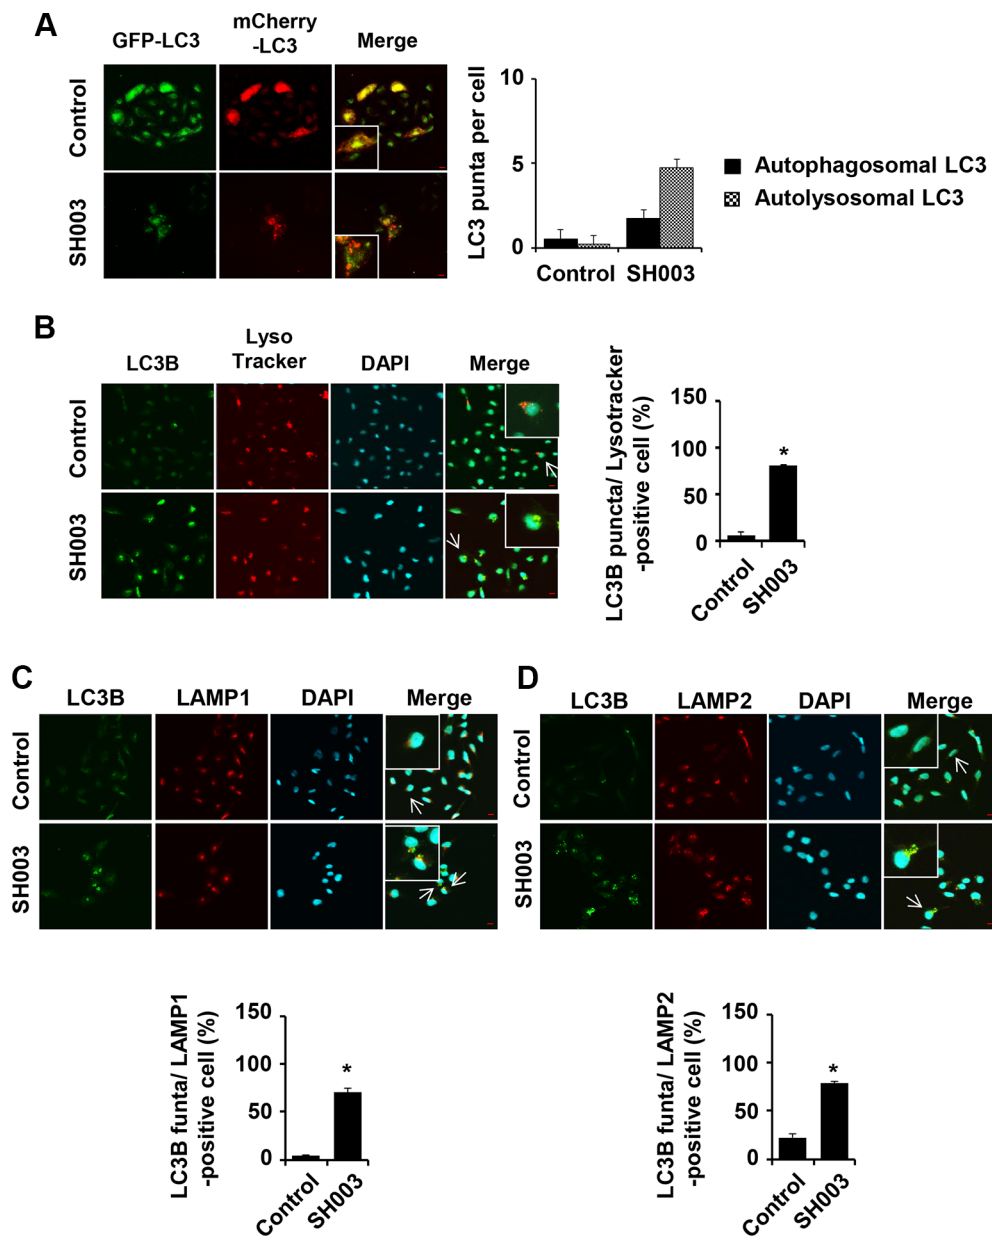 A
GFP-LC3
mCherry
-LC3
Merge
Control
SH003
LC3 punta per cell
10
5
0
Control
SH003
Autophagosomal LC3
Autolysosomal LC3
B
LC3B
Lyso
Tracker
DAPI
Merge
Control
SH003
LC3B puncta/ Lysotracker
-positive cell (%)
150
100
50
0
*
Control
SH003
C
LC3B
LAMP1
DAPI
Merge
Control
SH003
LC3B funta/ LAMP1
-positive cell (%)
150
100
50
0
*
Control
SH003
D
LC3B
LAMP2
DAPI
Merge
Control
SH003
LC3B funta/ LAMP2
-positive cell (%)
150
100
50
0
*
Control
SH003